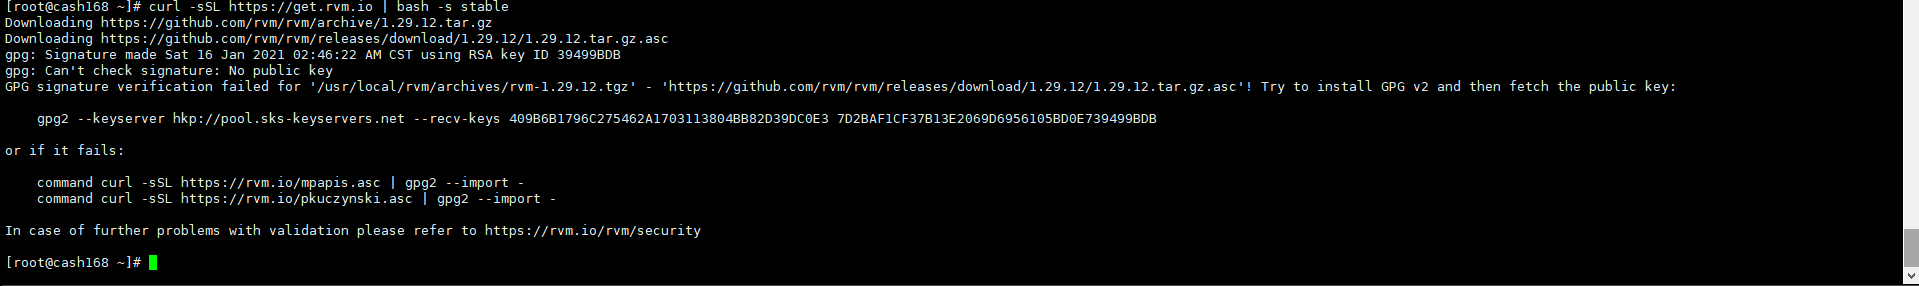 [root@cash168 ~]# curl -sSL https://get.rvm.io | bash -s stable
Downloading https://github.com/rvm/rvm/archive/1.29.12.tar.gz
Downloading https://github.com/rvm/rvm/releases/download/1.29.12/1.29.12.tar.gz.asc
gpg: Signature made Sat 16 Jan 2021 02:46:22 AM CST using RSA key ID 39499BDB
gpg: Can't check signature: No public key
GPG signature verification failed for '/usr/local/rvm/archives/rvm-1.29.12.tgz' - 'https://github.com/rvm/rvm/releases/download/1.29.12/1.29.12.tar.gz.asc'! Try to install GPG v2 and then fetch the public key:
gpg2 --keyserver hkp://pool.sks-keyservers.net --recv-keys 409B6B1796C275462A1703113804BB82D39DC0E3 7D2BAF1CF37B13E2069D6956105BD0E739499BDB
or if it fails:
command curl -sSL https://rvm.io/mpapis.asc | gpg2 --import -
command curl -sSL https://rvm.io/pkuczynski.asc | gpg2 --import -
In case of further problems with validation please refer to https://rvm.io/rvm/security
[root@cash168 ~]#